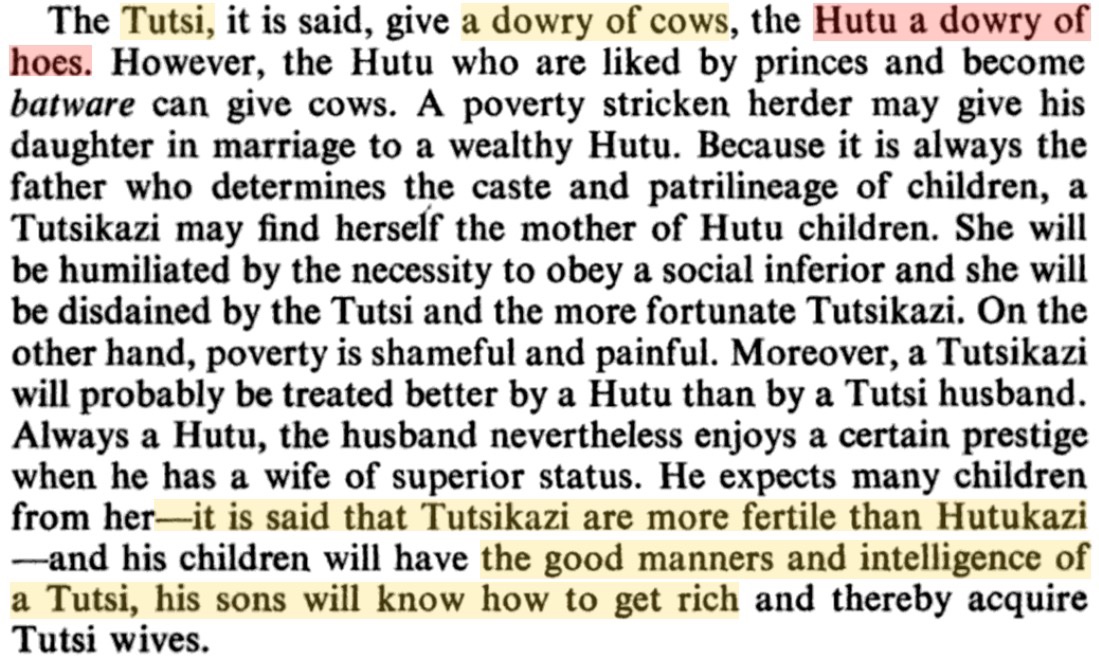 The Tutsi, it is said, give a dowry of cows, the Hutu a dowry of
hoes. However, the Hutu who are liked by princes and become
batware can give cows. A poverty stricken herder may give his
daughter in marriage to a wealthy Hutu. Because it is always the
father who determines the caste and patrilineage of children, a
Tutsikazi may find herself the mother of Hutu children. She will
be humiliated by the necessity to obey a social inferior and she will
be disdained by the Tutsi and the more fortunate Tutsikazi. On the
other hand, poverty is shameful and painful. Moreover, a Tutsikazi
will probably be treated better by a Hutu than by a Tutsi husband.
Always a Hutu, the husband nevertheless enjoys a certain prestige
when he has a wife of superior status. He expects many children
from her—it is said that Tutsikazi are more fertile than Hutukazi
—and his children will have the good manners and intelligence of
a Tutsi, his sons will know how to get rich and thereby acquire
Tutsi wives.